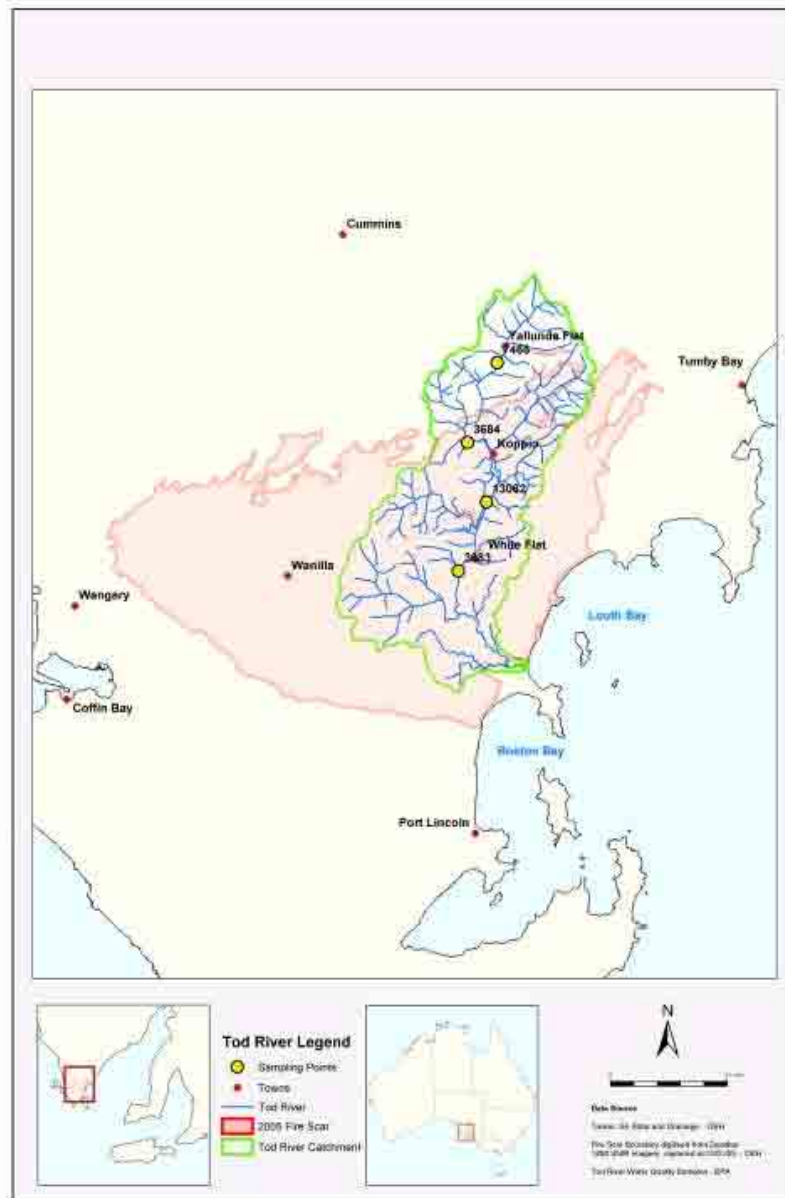 Cummins
Yallunda Flat
7466
Tumby Bay
3684
Koppio
13062
White Flat
3683
Wanilla
Wangary
Louth Bay
Coffin Bay
Boston Bay
Port Lincoln
N
Tod River Legend
Sampling Points
Towns
Tod River
2005 Fire Scar
Tod River Catchment
Data Source
Tod River Water Quality Samples - EPA